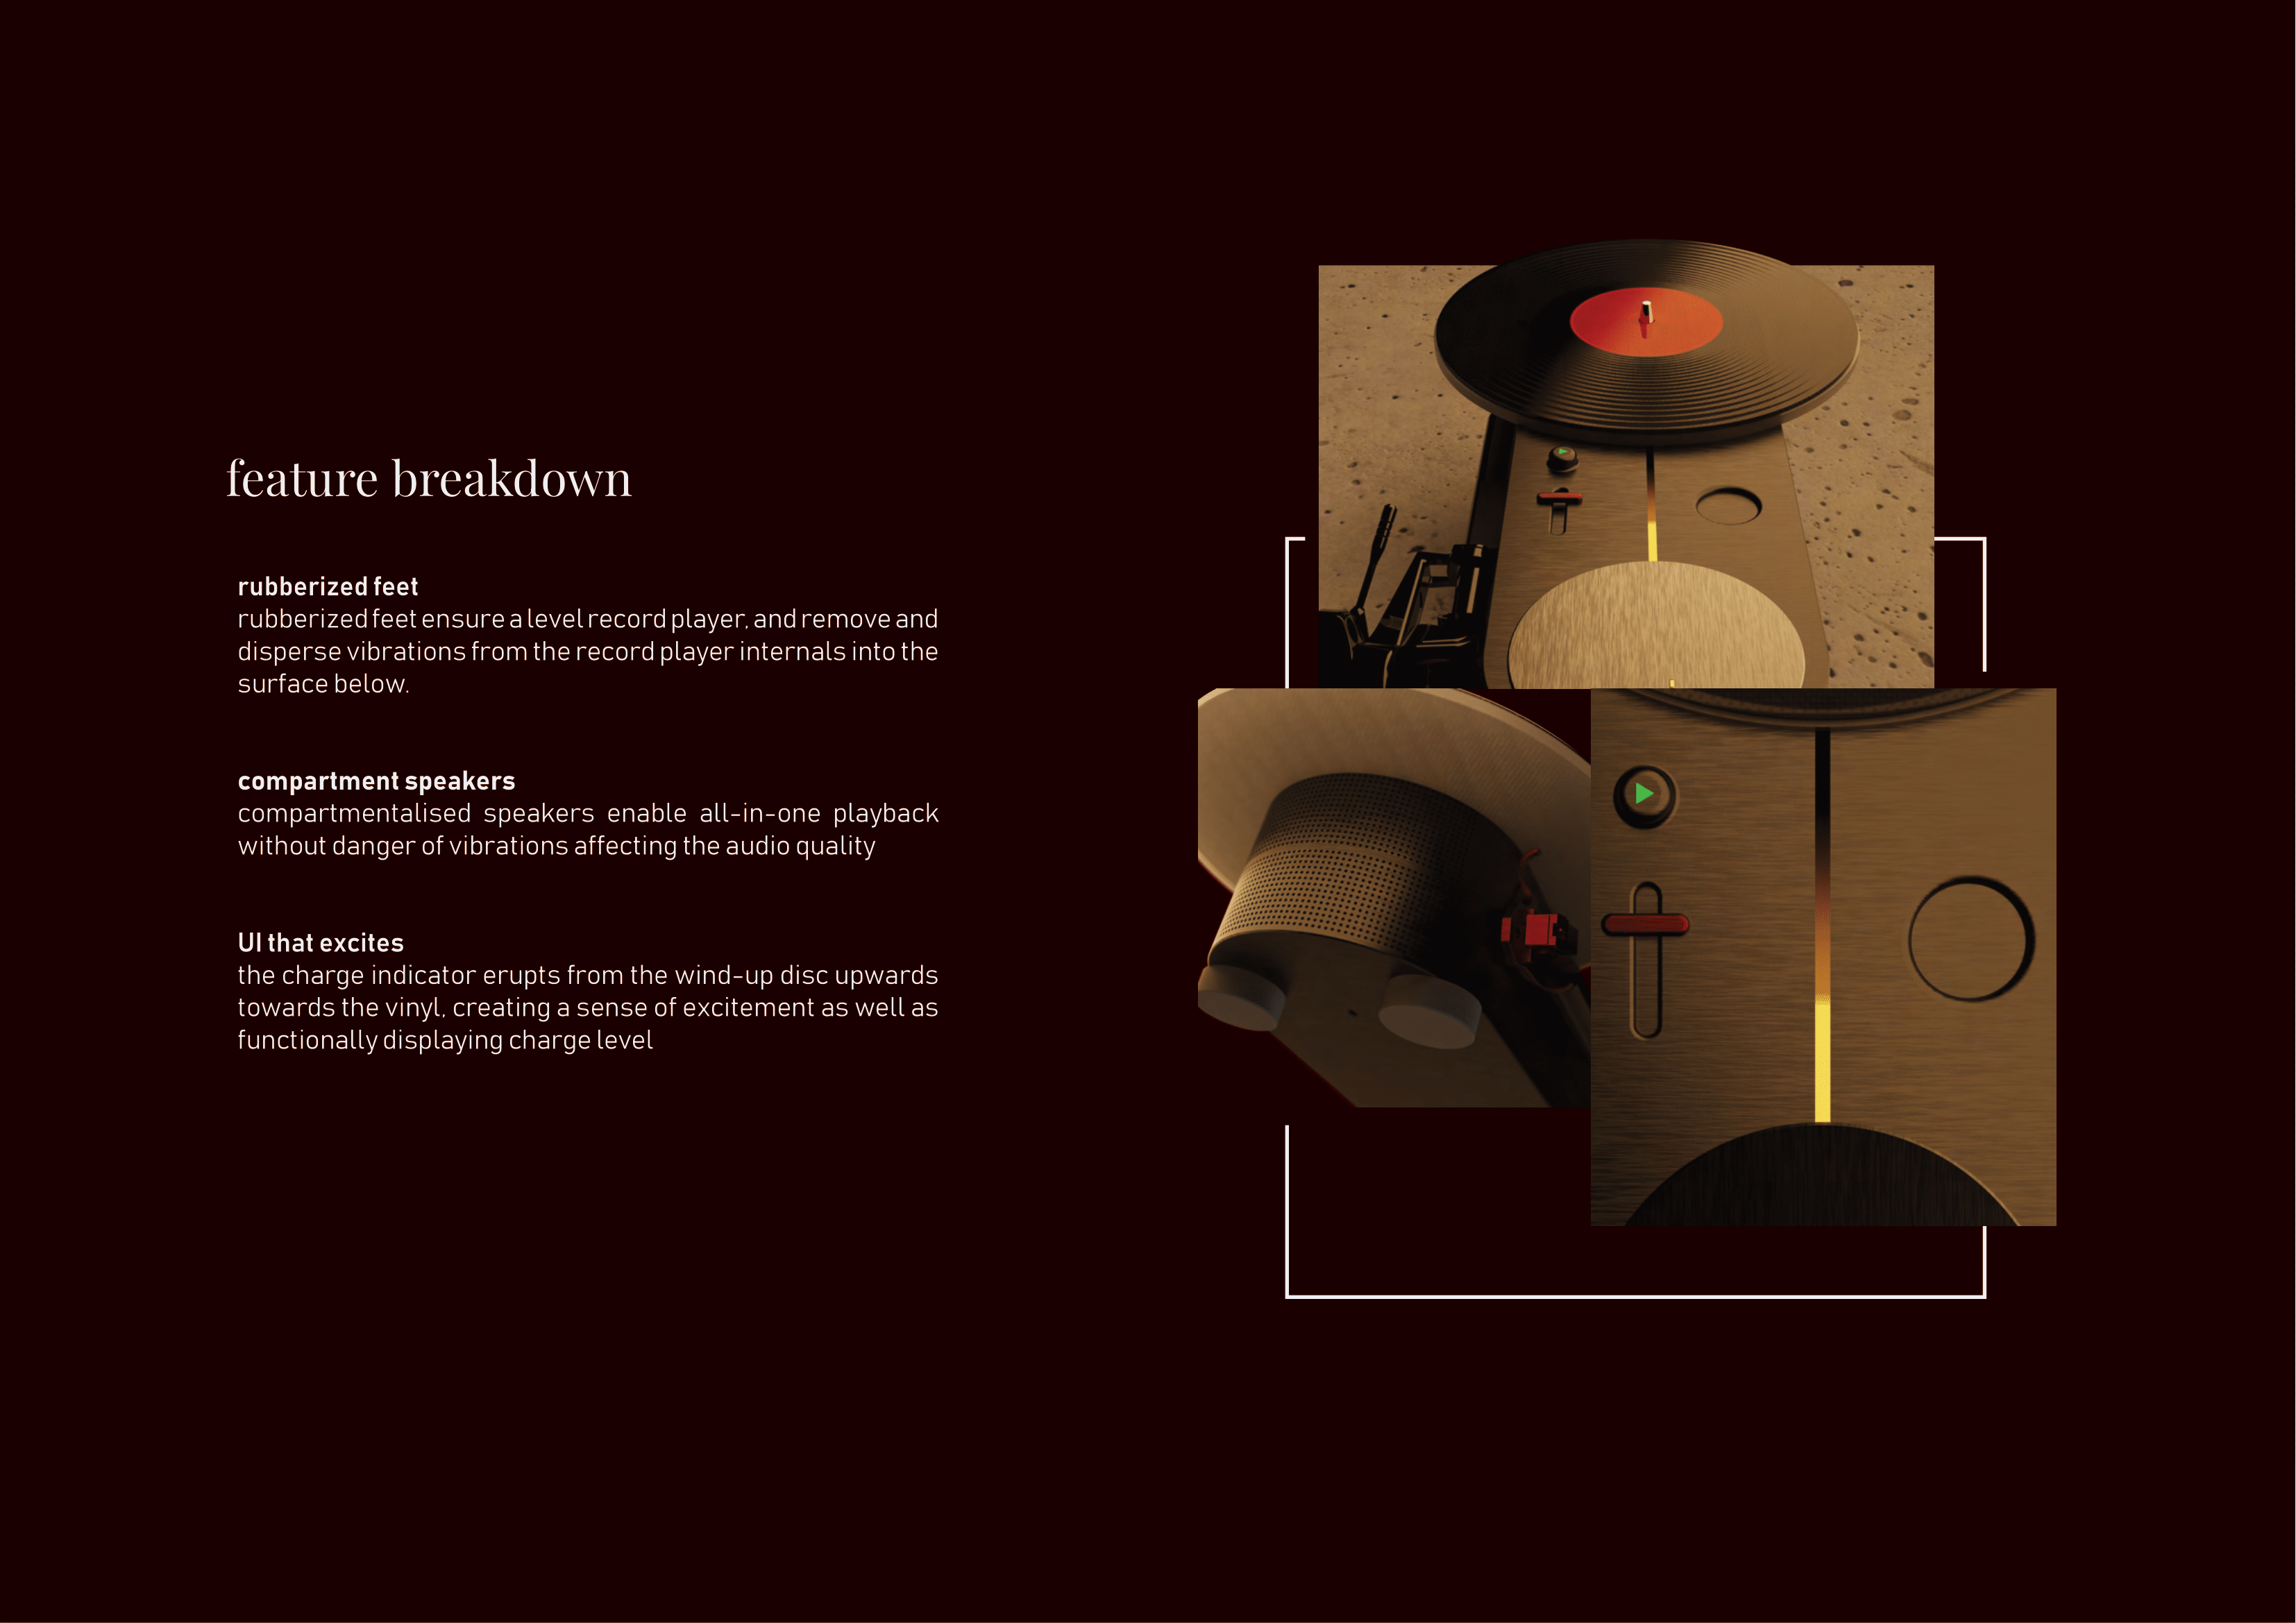 feature breakdown
rubberized feet
rubberized feet ensure a level record player, and remove and
disperse vibrations from the record player internals into the
surface below.
compartment speakers
compartmentalised speakers enable all-in-one playback
without danger of vibrations affecting the audio quality
UI that excites
the charge indicator erupts from the wind-up disc upwards
towards the vinyl, creating a sense of excitement as well as
functionally displaying charge level